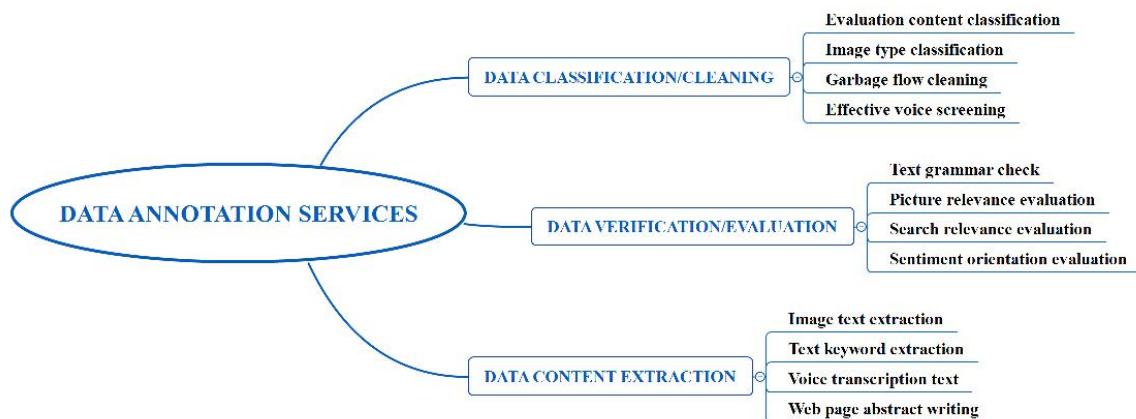 DATA ANNOTATION SERVICES
DATA CLASSIFICATION/CLEANING
Evaluation content classification
Image type classification
Garbage flow cleaning
Effective voice screening
DATA VERIFICATION/EVALUATION
Text grammar check
Picture relevance evaluation
Search relevance evaluation
Sentiment orientation evaluation
DATA CONTENT EXTRACTION
Image text extraction
Text keyword extraction
Voice transcription text
Web page abstract writing